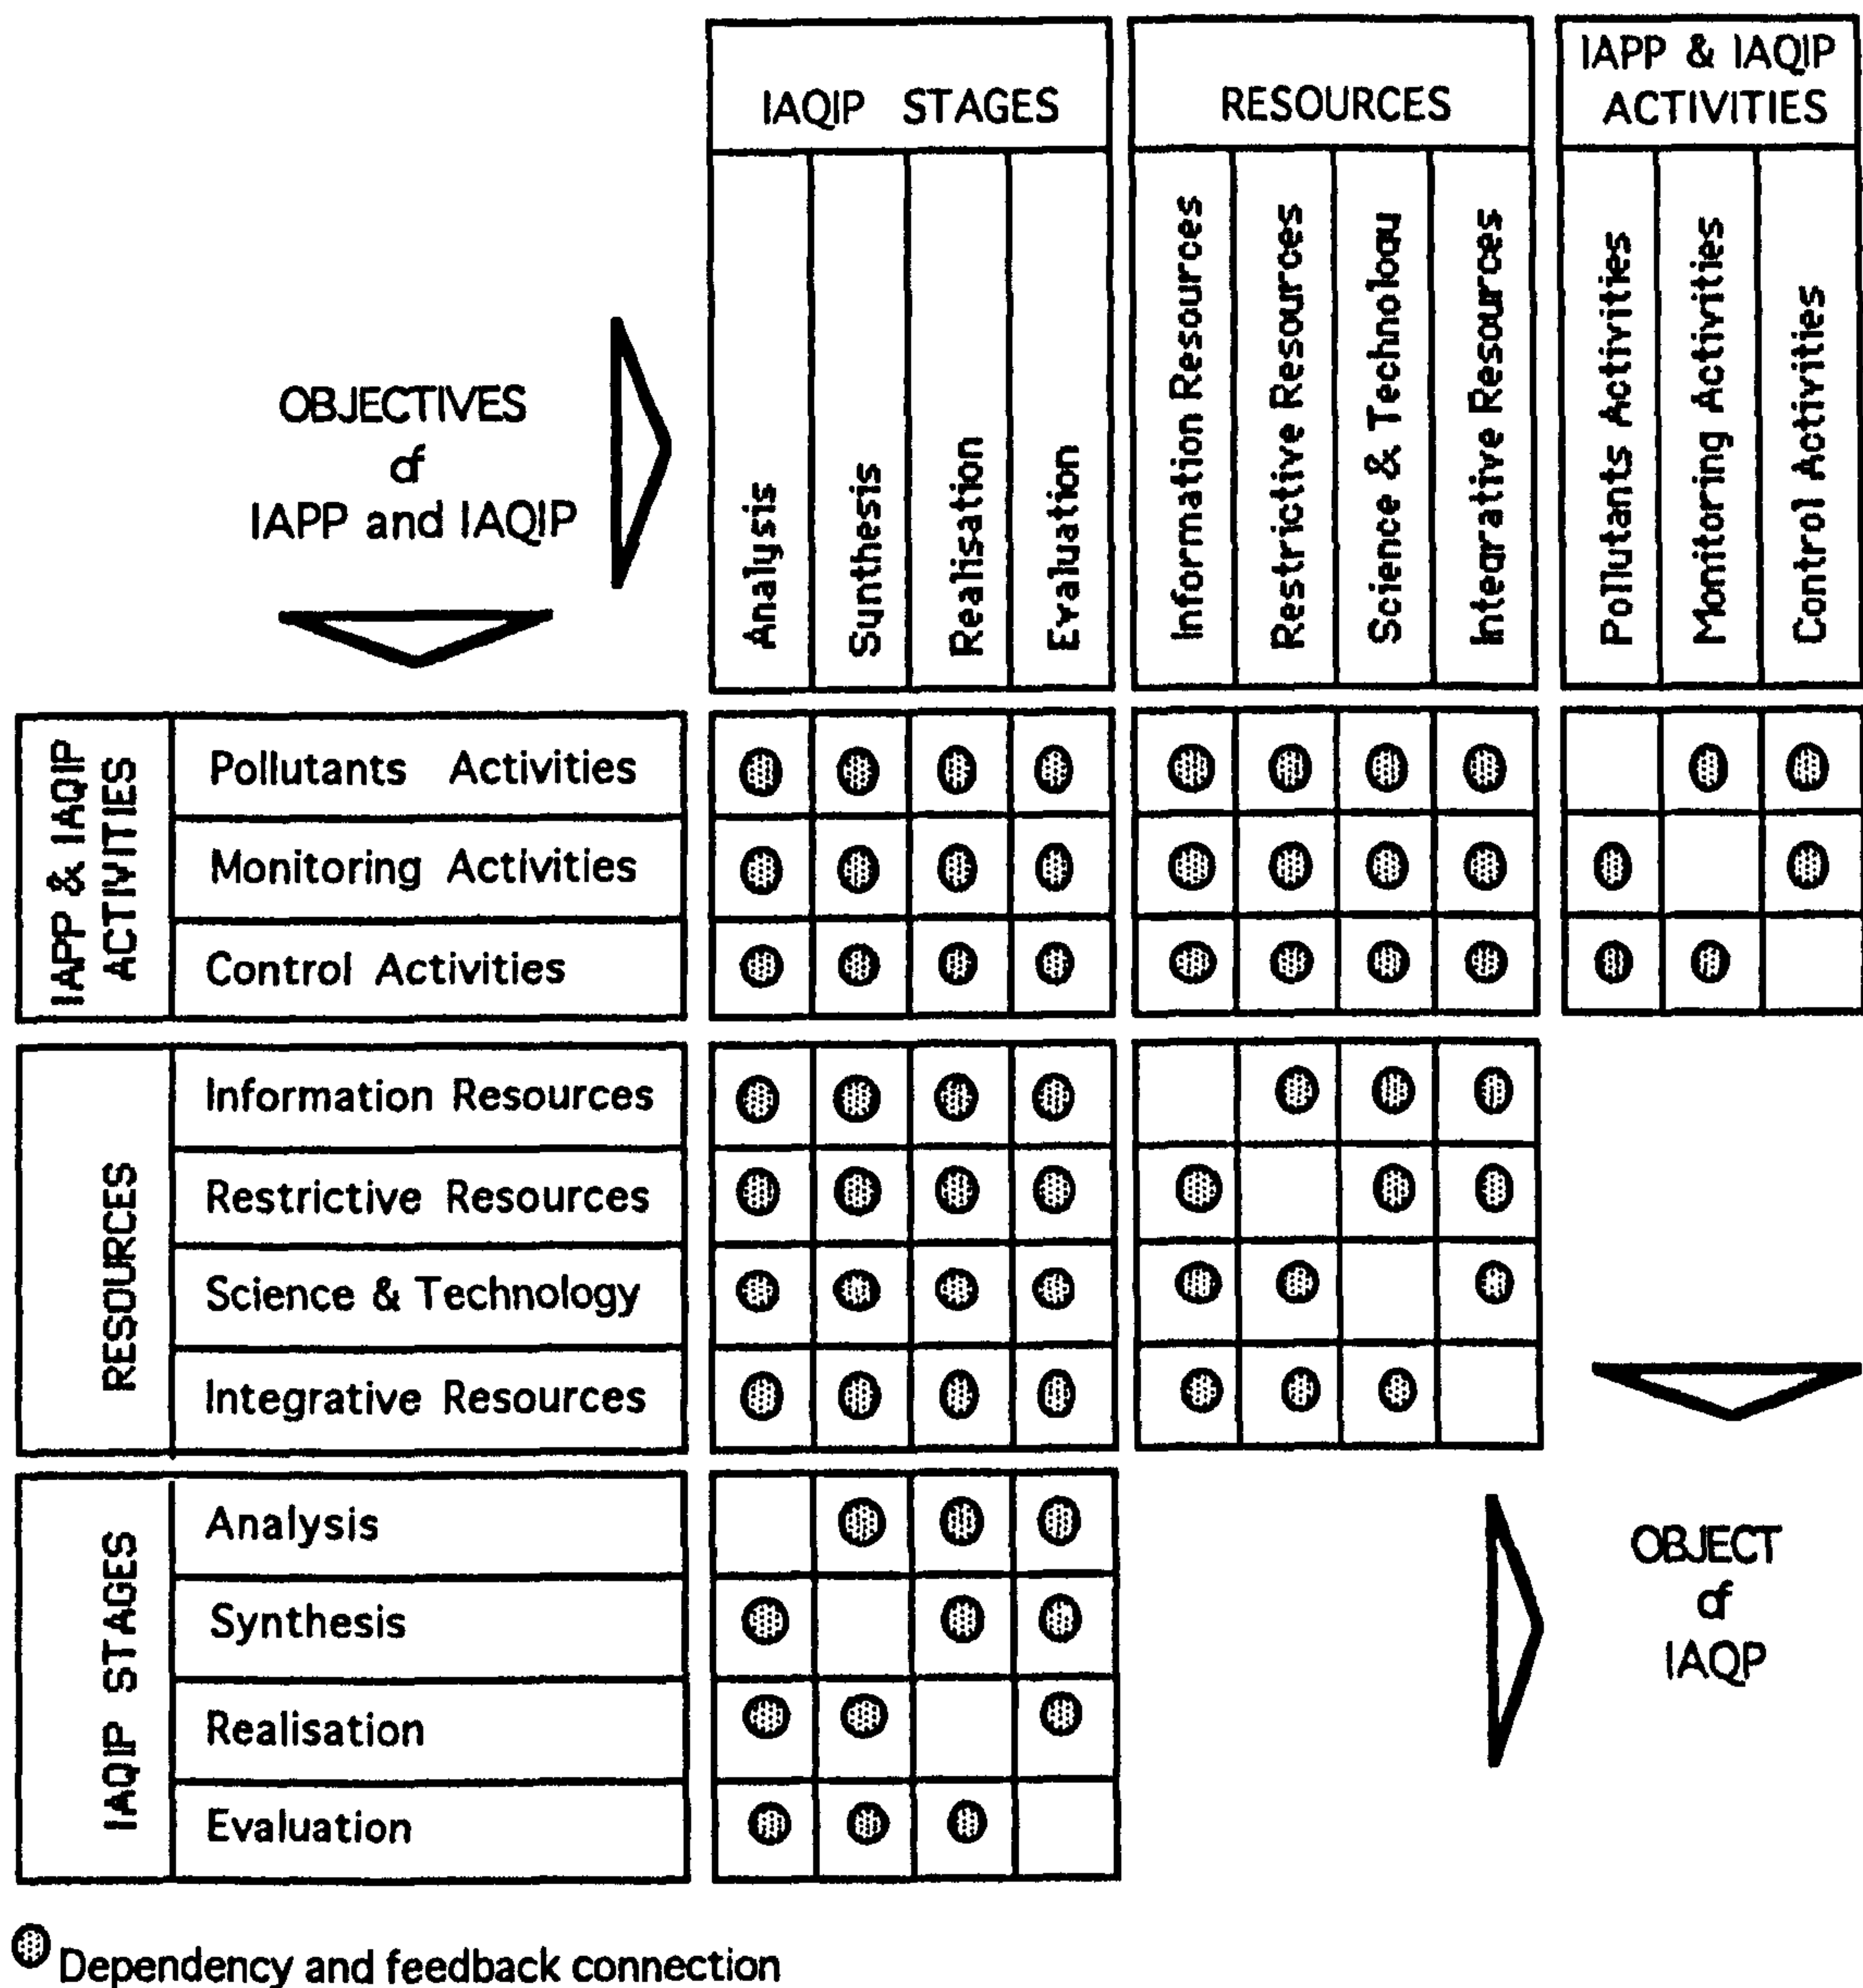 IAQIP STAGES
RESOURCES
IAPP & IAQIP
ACTIVITIES
Analysis
Sunthesis
Realisation
Evaluation
Information Resources
Restrictive Resources
Science & Technology
Integrative Resources
Pollutants Activities
Monitoring Activities
Control Activities
OBJECTIVES
of
IAPP and IAQIP
IAPP & IAQIP
ACTIVITIES
Pollutants Activities
Monitoring Activities
Control Activities
RESOURCES
Information Resources
Restrictive Resources
Science & Technology
Integrative Resources
IAQIP STAGES
Analysis
Synthesis
Realisation
Evaluation
OBJECT
of
IAQP
Dependency and feedback connection